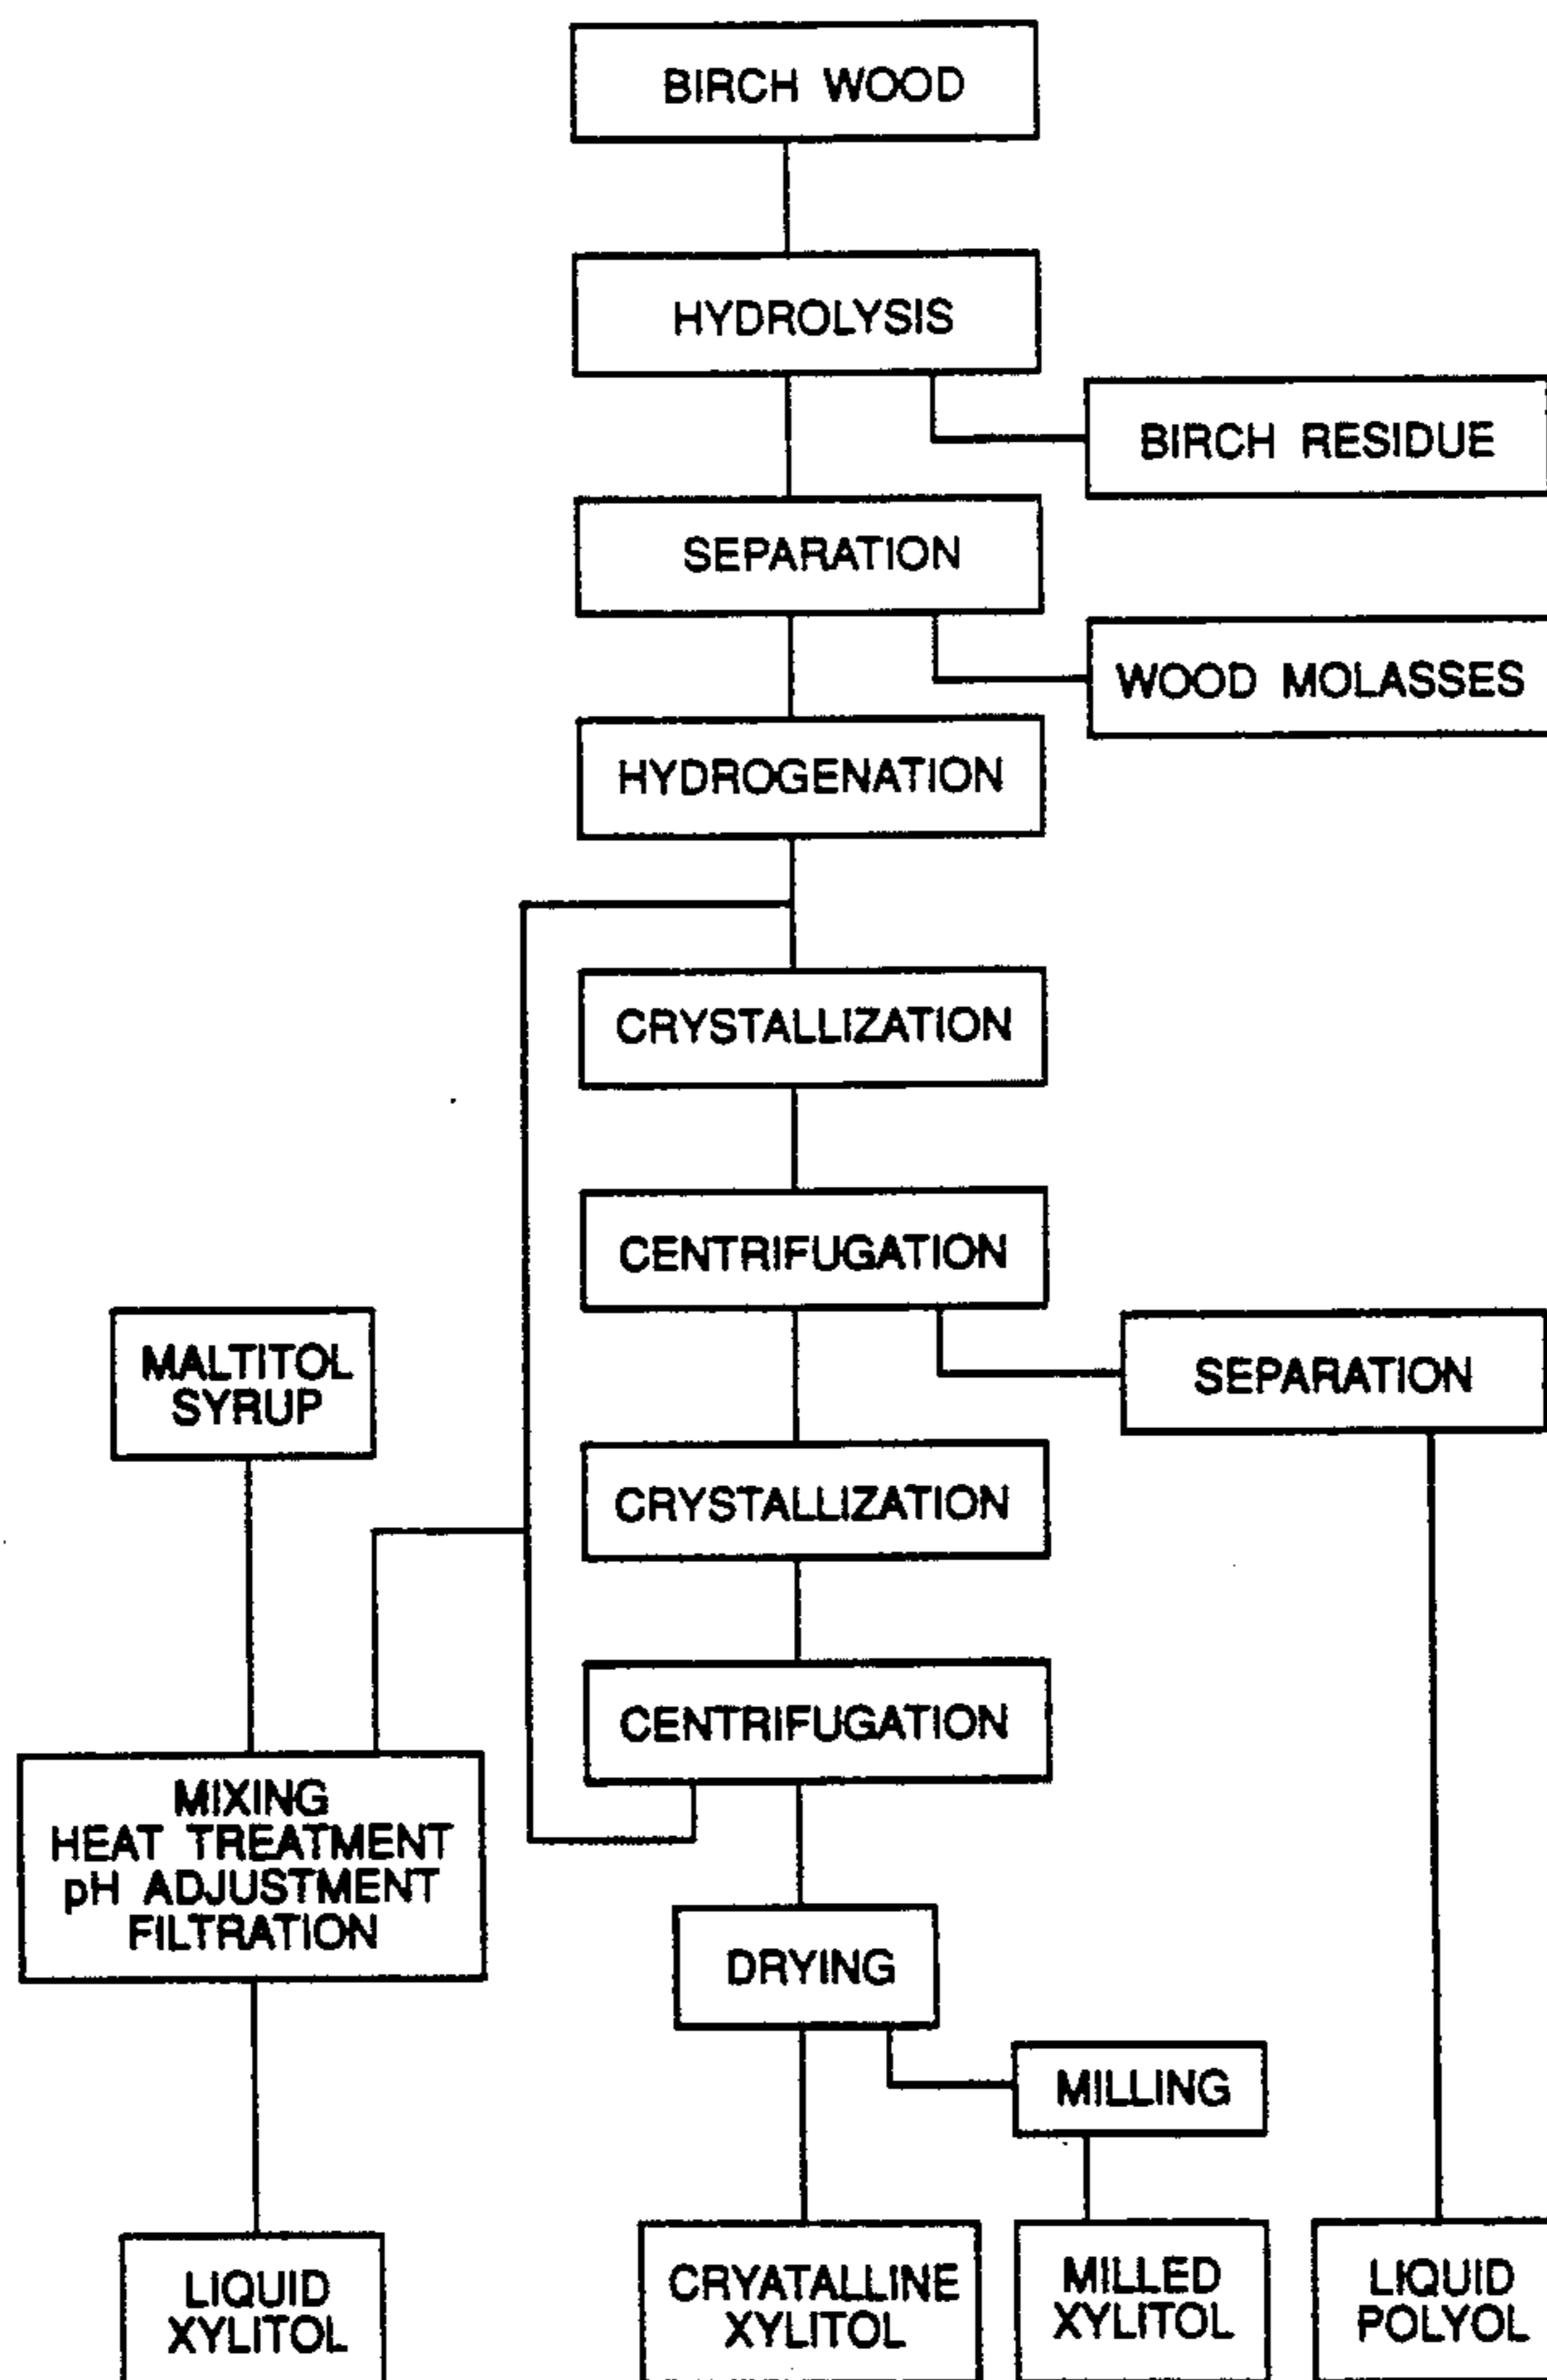 BIRCH WOOD
HYDROLYSIS
BIRCH RESIDUE
SEPARATION
WOOD MOLASSES
HYDROGENATION
CRYSTALLIZATION
CENTRIFUGATION
MALTITOL
SYRUP
SEPARATION
CRYSTALLIZATION
CENTRIFUGATION
MIXING
HEAT TREATMENT
pH ADJUSTMENT
FILTRATION
DRYING
MILLING
LIQUID
XYLITOL
CRYATALLINE
XYLITOL
MILLED
XYLITOL
LIQUID
POLYOL